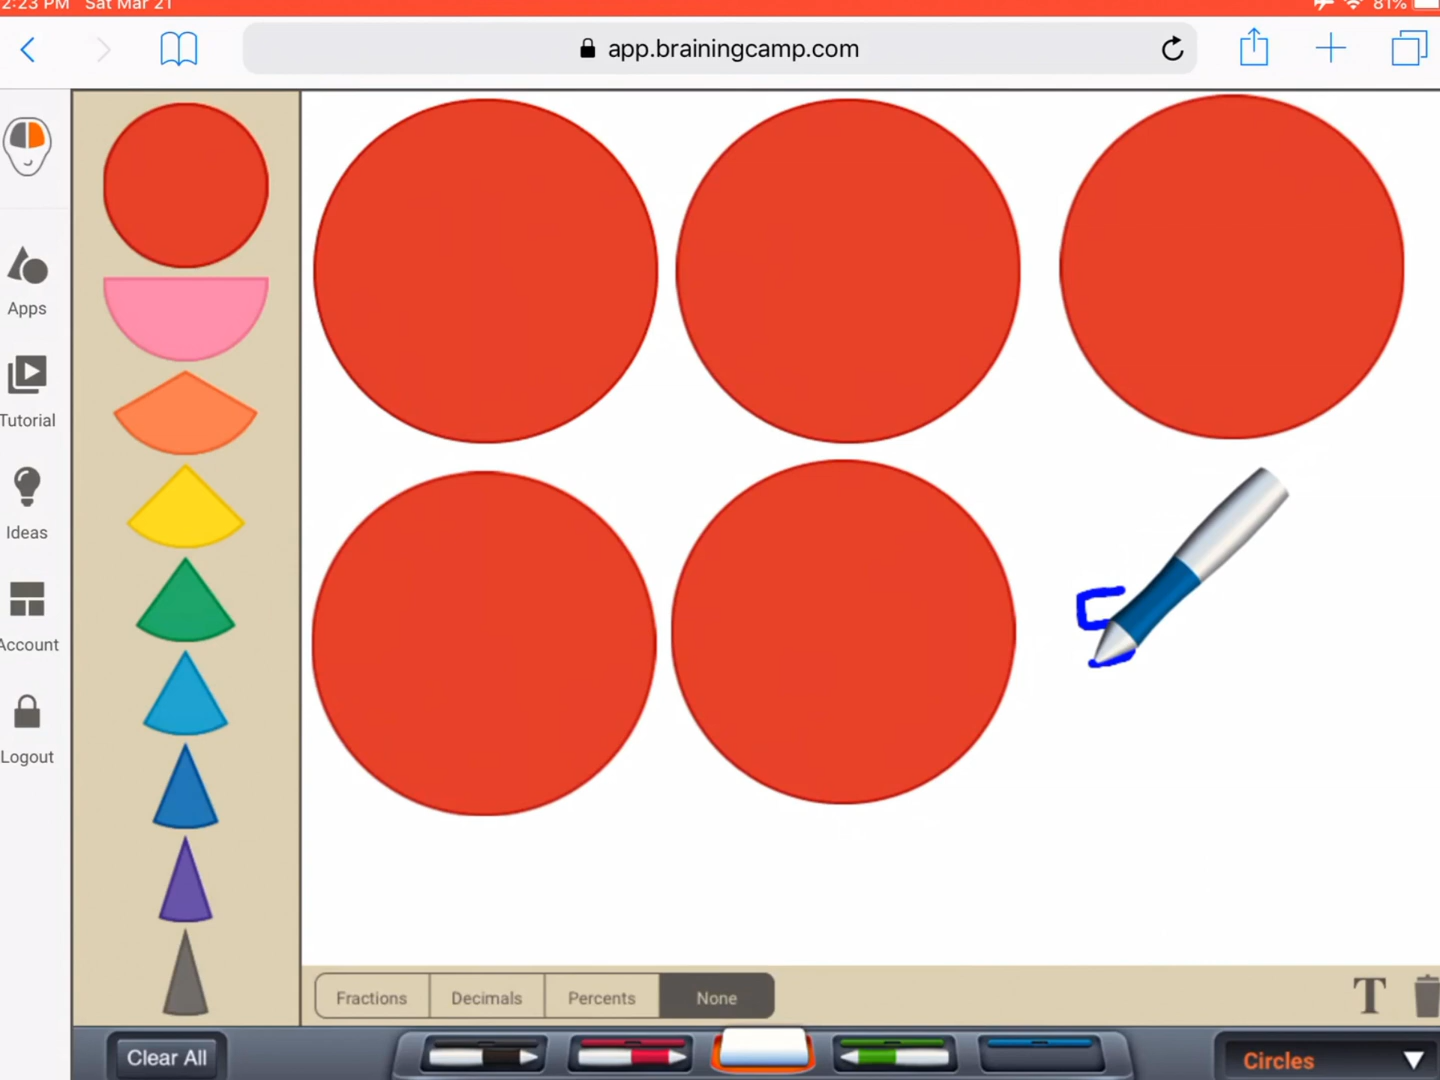 2:23 PM Sat Mar 21
81%
app.brainingcamp.com
Apps
Tutorial
Ideas
Account
Logout
5
Fractions Decimals Percents None
T
Clear All
Circles